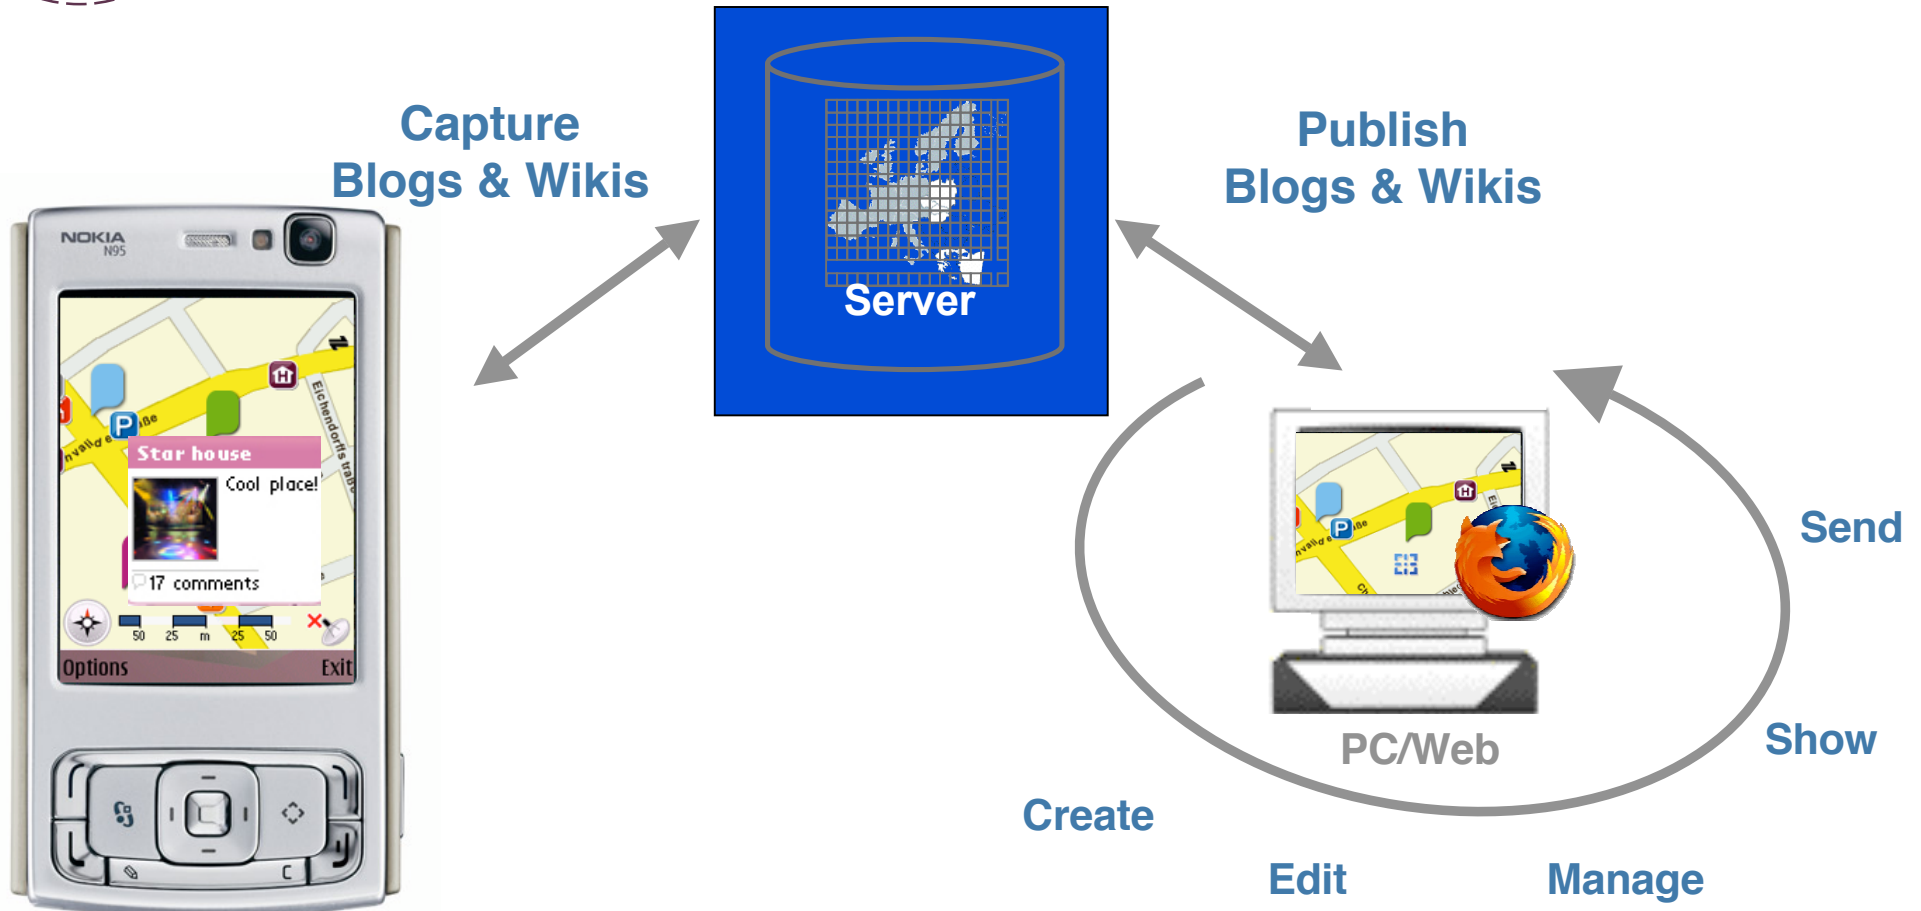 Capture
Blogs & Wikis
Publish
Blogs & Wikis
Server
NOKIA
N95
Eichendorffstraße
P
Star house
Cool place!
17 comments
50 25 m 25 50
Options
Exit
C
P
PC/Web
Send
Show
Create
Edit
Manage